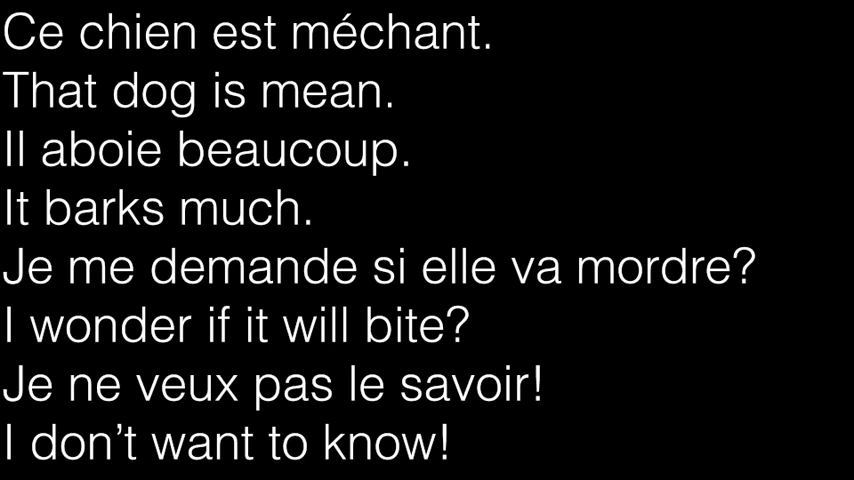 Ce chien est méchant.
That dog is mean.
Il aboie beaucoup.
It barks much.
Je me demande si elle va mordre?
I wonder if it will bite?
Je ne veux pas le savoir!
I don’t want to know!